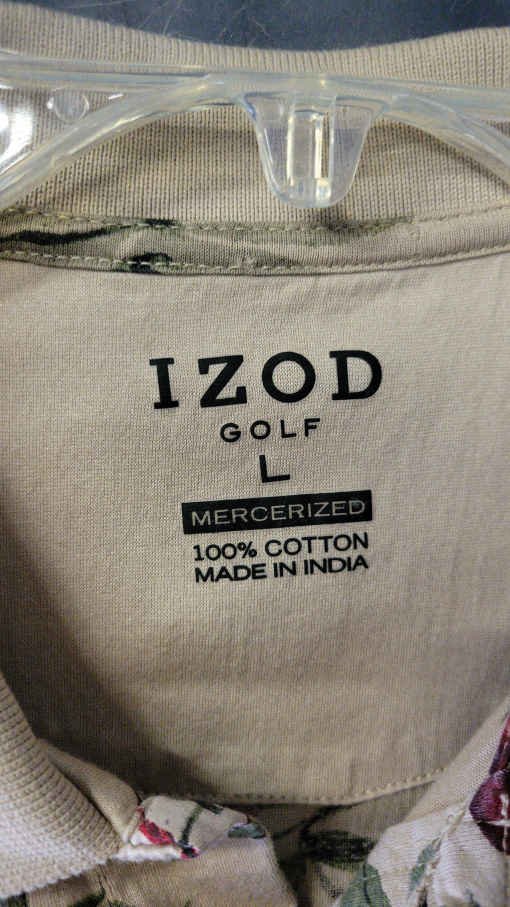 IZOD
GOLF
L
MERCERIZED
100% COTTON
MADE IN INDIA